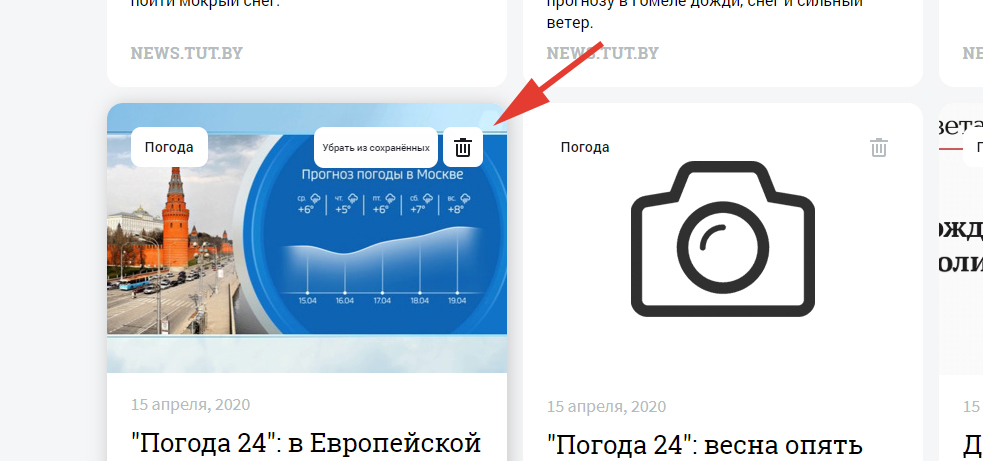 пойти мокрый снег.
NEWS.TUT.BY
прогнозу в Гомеле дожди, снег и сильный
ветер.
NEWS.TUT.BY
NE
Погода
Убрать из сохранённых
Прогноз погоды в Москве
ср. чт. пт. сб. вс.
+6° +5° +6° +7° +8°
15.04 16.04 17.04 18.04 19.04
15 апреля, 2020
"Погода 24": в Европейской
Погода
15 апреля, 2020
"Погода 24": весна опять
15